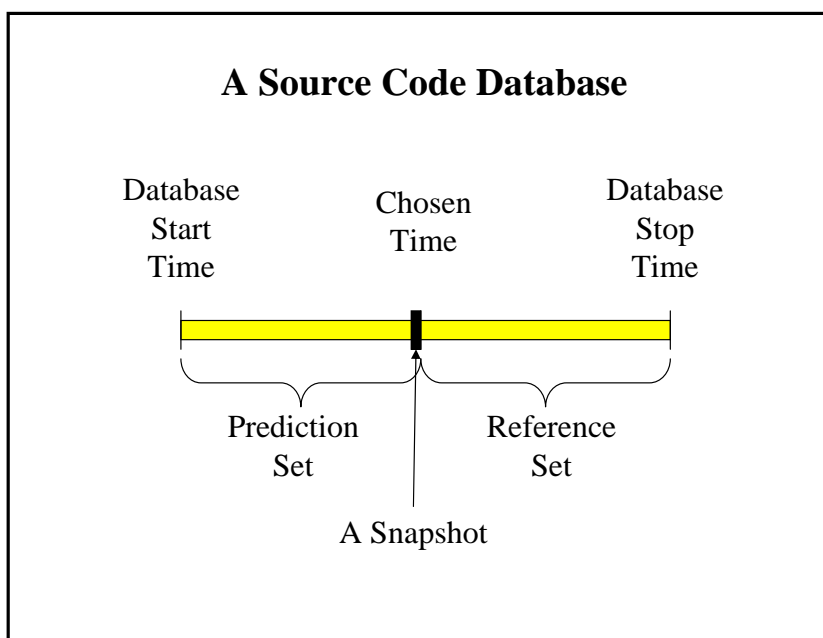 A Source Code Database
Database
Start
Time
Chosen
Time
Database
Stop
Time
Prediction
Set
Reference
Set
A Snapshot